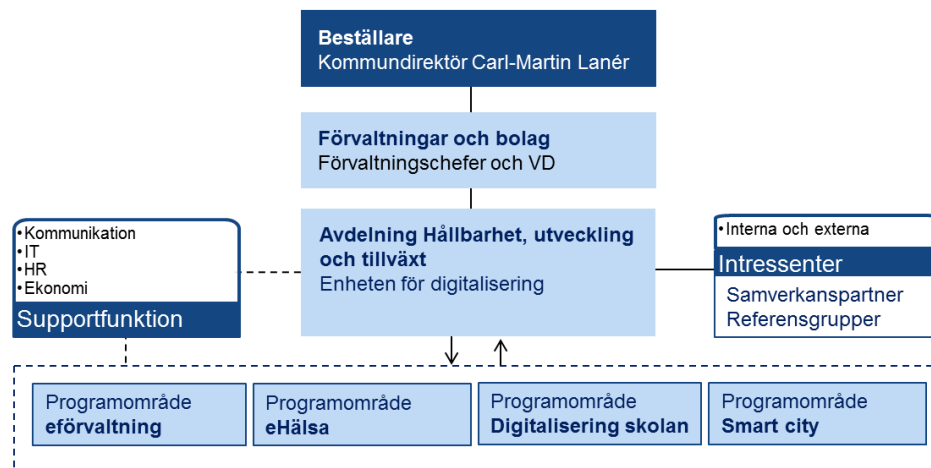 Beställare
Kommundirektör Carl-Martin Lanér
Förvaltningar och bolag
Förvaltningschefer och VD
•Kommunikation
•IT
•HR
•Ekonomi
Supportfunktion
Avdelning Hållbarhet, utveckling
och tillväxt
Enheten för digitalisering
•Interna och externa
Intressenter
Samverkanspartner
Referensgrupper
Programområde
eförvaltning
Programområde
eHälsa
Programområde
Digitalisering skolan
Programområde
Smart city